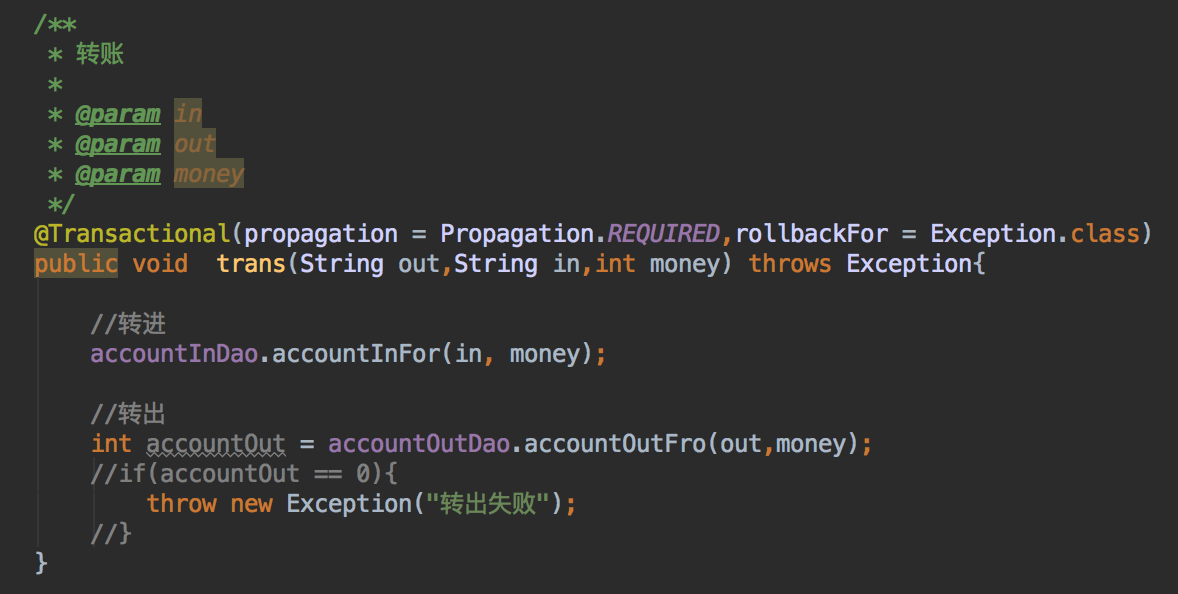 /**
 * 转账
 *
 * @param in
 * @param out
 * @param money
 */
@Transactional(propagation = Propagation.REQUIRED,rollbackFor = Exception.class)
public void  trans(String out,String in,int money) throws Exception{
    //转进
    accountInDao.accountInFor(in, money);
    //转出
    int accountOut = accountOutDao.accountOutFro(out,money);
    //if(accountOut == 0){
        throw new Exception("转出失败");
    //}
}